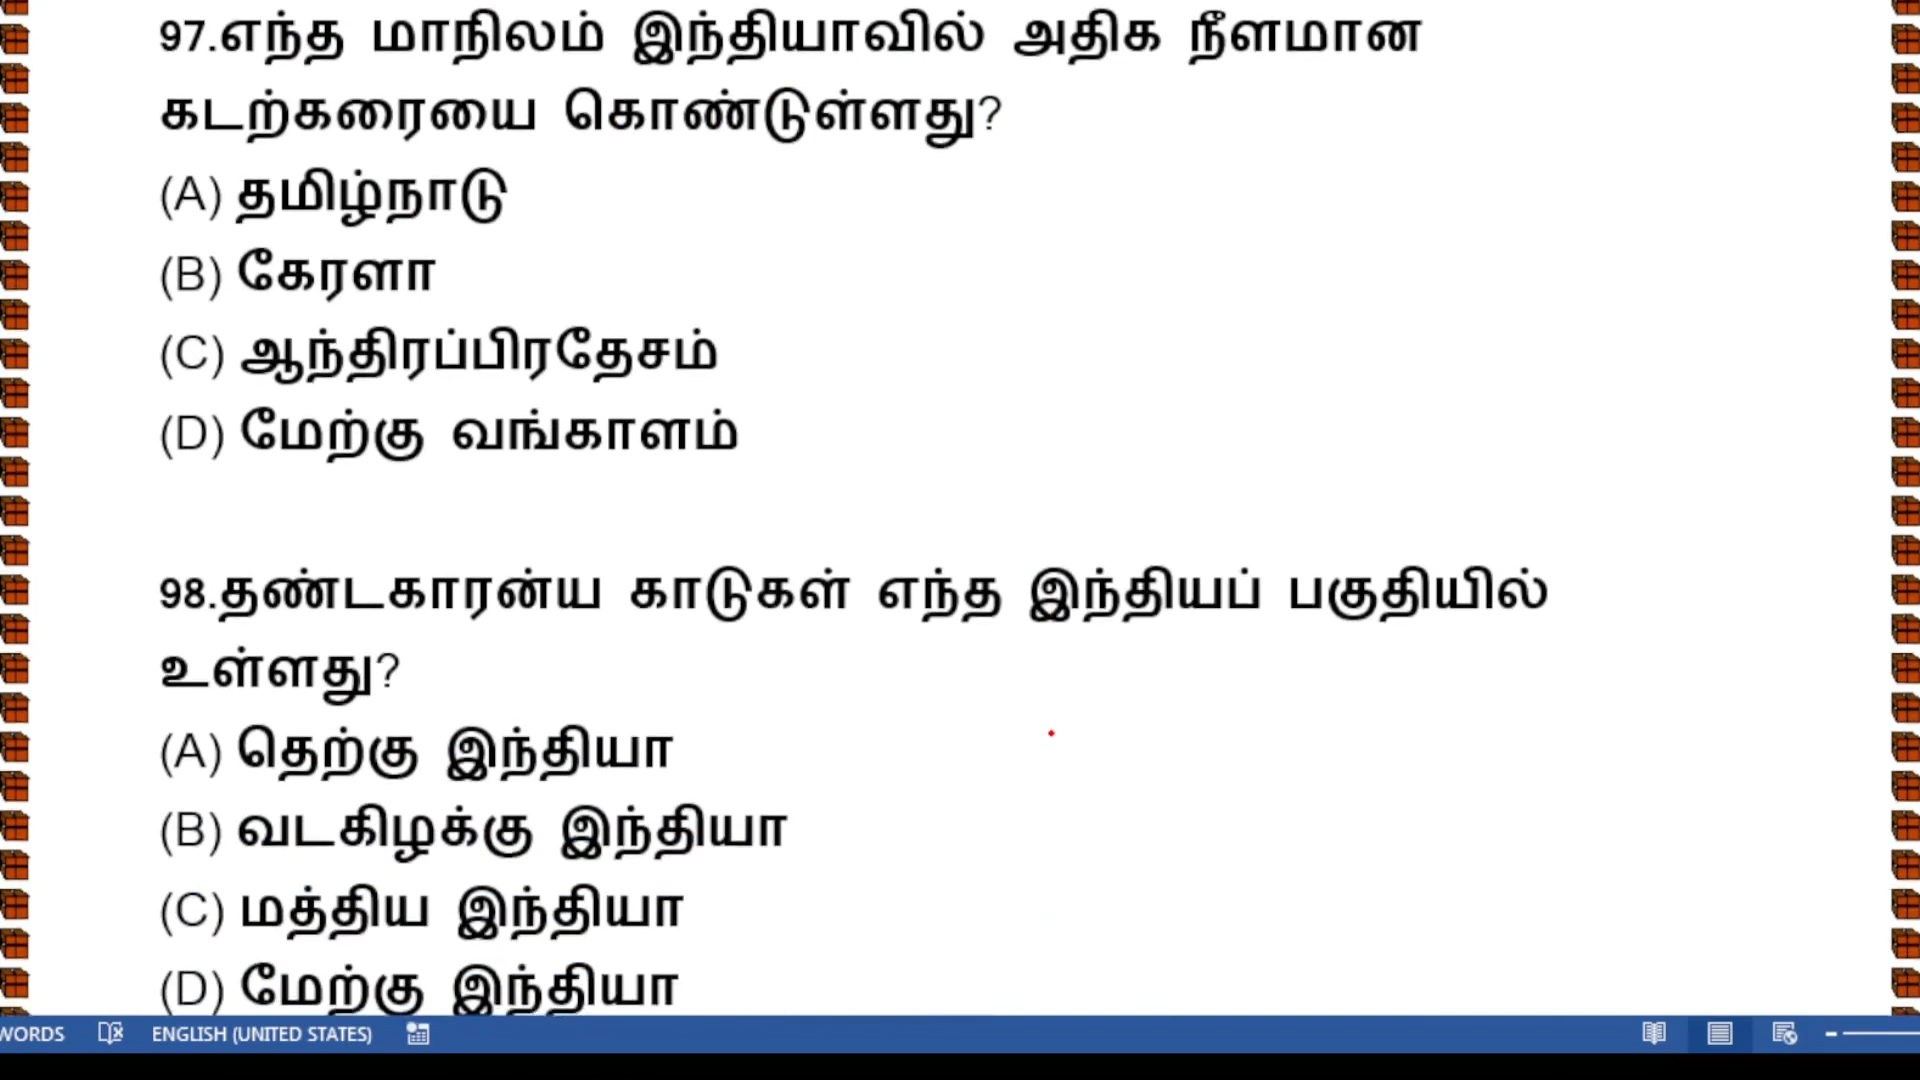 97.எந்த மாநிலம் இந்தியாவில் அதிக நீளமான
கடற்கரையை கொண்டுள்ளது?
(A) தமிழ்நாடு
(B) கேரளா
(C) ஆந்திரப்பிரதேசம்
(D) மேற்கு வங்காளம்
98.தண்டகாரன்ய காடுகள் எந்த இந்தியப் பகுதியில்
உள்ளது?
(A) தெற்கு இந்தியா
(B) வடகிழக்கு இந்தியா
(C) மத்திய இந்தியா
(D) மேற்கு இந்தியா
WORDS ENGLISH (UNITED STATES)